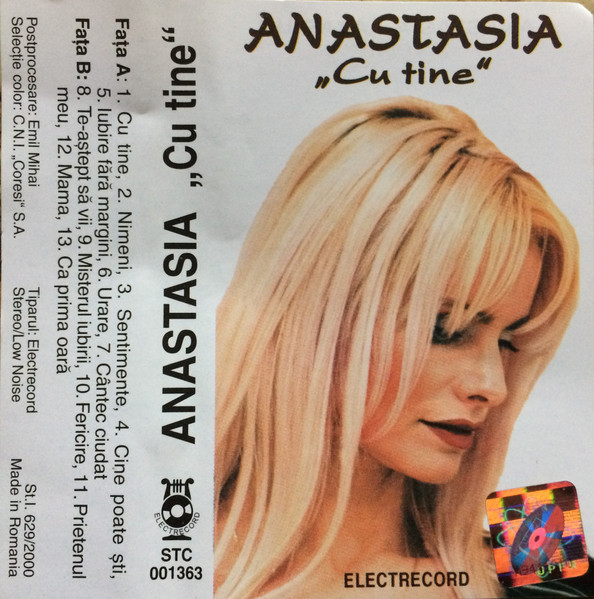 ANASTASIA
„Cu tine“
ELECTRECORD
UPFR
ANASTASIA “Cu tine„
ELECTRECORD
STC
001363
Fața A: 1. Cu tine, 2. Nimeni, 3. Sentimente, 4. Cine poate ști,
5. Iubire fără margini, 6. Urare, 7. Cântec ciudat
Fața B: 8. Te-aștept să vii, 9. Misterul iubirii, 10. Fericire, 11. Prietenul
meu, 12. Mama, 13. Ca prima oară
Postprocesare: Emil Mihai
Tiparul: Electrecord
St.I. 629/2000
Selecție color: C.N.I. „Coresi“ S.A.
Stereo/Low Noise
Made in Romania